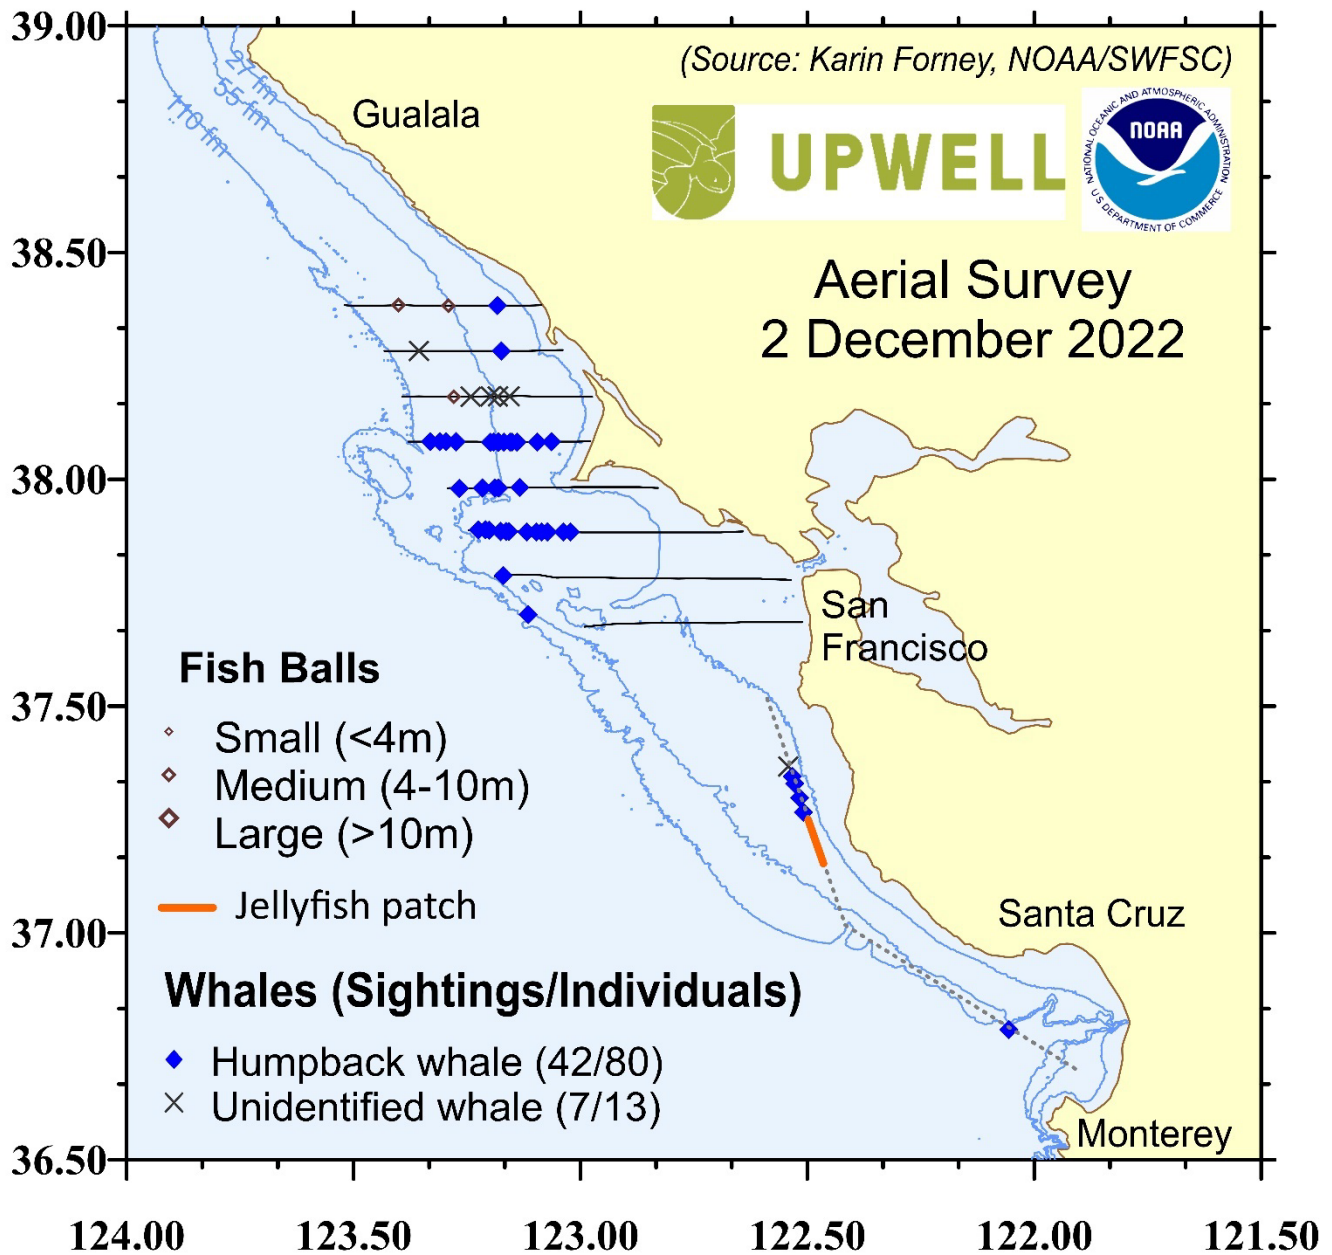 39.00
(Source: Karin Forney, NOAA/SWFSC)
27 fm
55 fm
110 fm
Gualala
UPWELL
NATIONAL OCEANIC AND ATMOSPHERIC ADMINISTRATION
NOAA
U.S. DEPARTMENT OF COMMERCE
38.50
Aerial Survey
2 December 2022
38.00
San
Francisco
37.50
Fish Balls
Small (<4m)
Medium (4-10m)
Large (>10m)
Jellyfish patch
37.00
Santa Cruz
Whales (Sightings/Individuals)
Humpback whale (42/80)
Unidentified whale (7/13)
Monterey
36.50
124.00 123.50 123.00 122.50 122.00 121.50